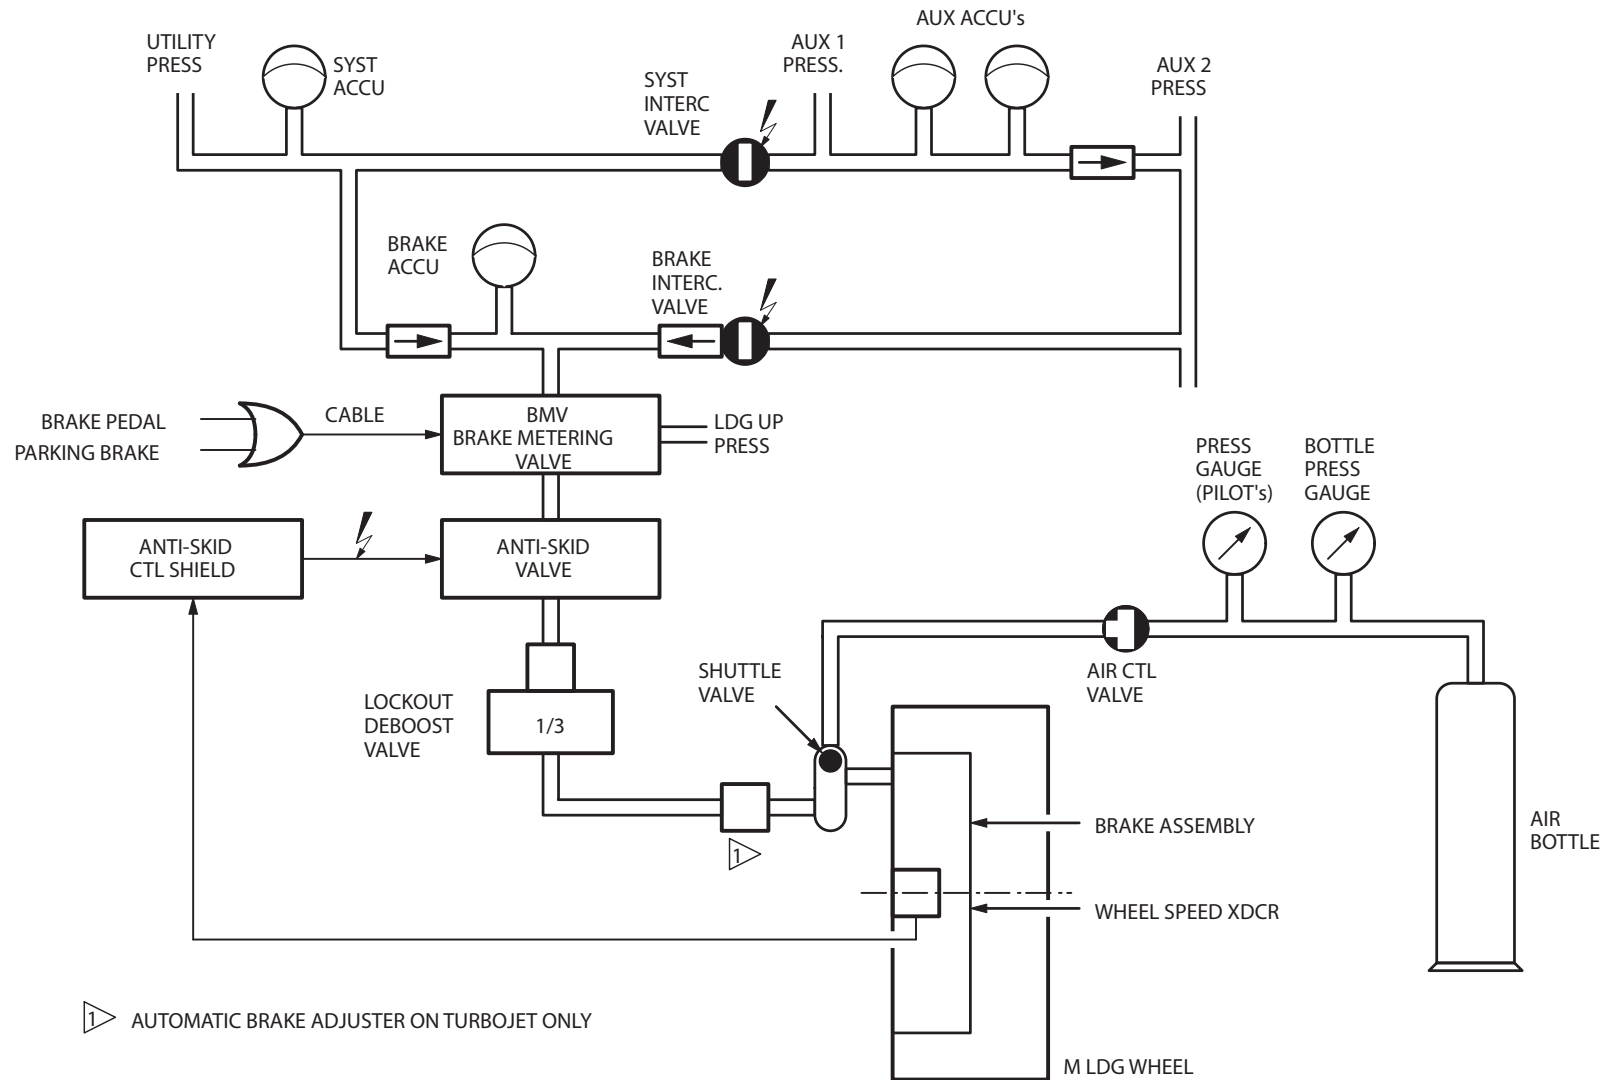 AUX ACCU's
UTILITY
PRESS
SYST
ACCU
SYST
INTERC
VALVE
AUX 1
PRESS.
AUX 2
PRESS
BRAKE
ACCU
BRAKE
INTERC.
VALVE
BRAKE PEDAL
PARKING BRAKE
CABLE
BMV
BRAKE METERING
VALVE
LDG UP
PRESS
PRESS
GAUGE
(PILOT's)
BOTTLE
PRESS
GAUGE
ANTI-SKID
CTL SHIELD
ANTI-SKID
VALVE
LOCKOUT
DEBOOST
VALVE
1/3
SHUTTLE
VALVE
AIR CTL
VALVE
1
BRAKE ASSEMBLY
AIR
BOTTLE
WHEEL SPEED XDCR
1 AUTOMATIC BRAKE ADJUSTER ON TURBOJET ONLY
M LDG WHEEL